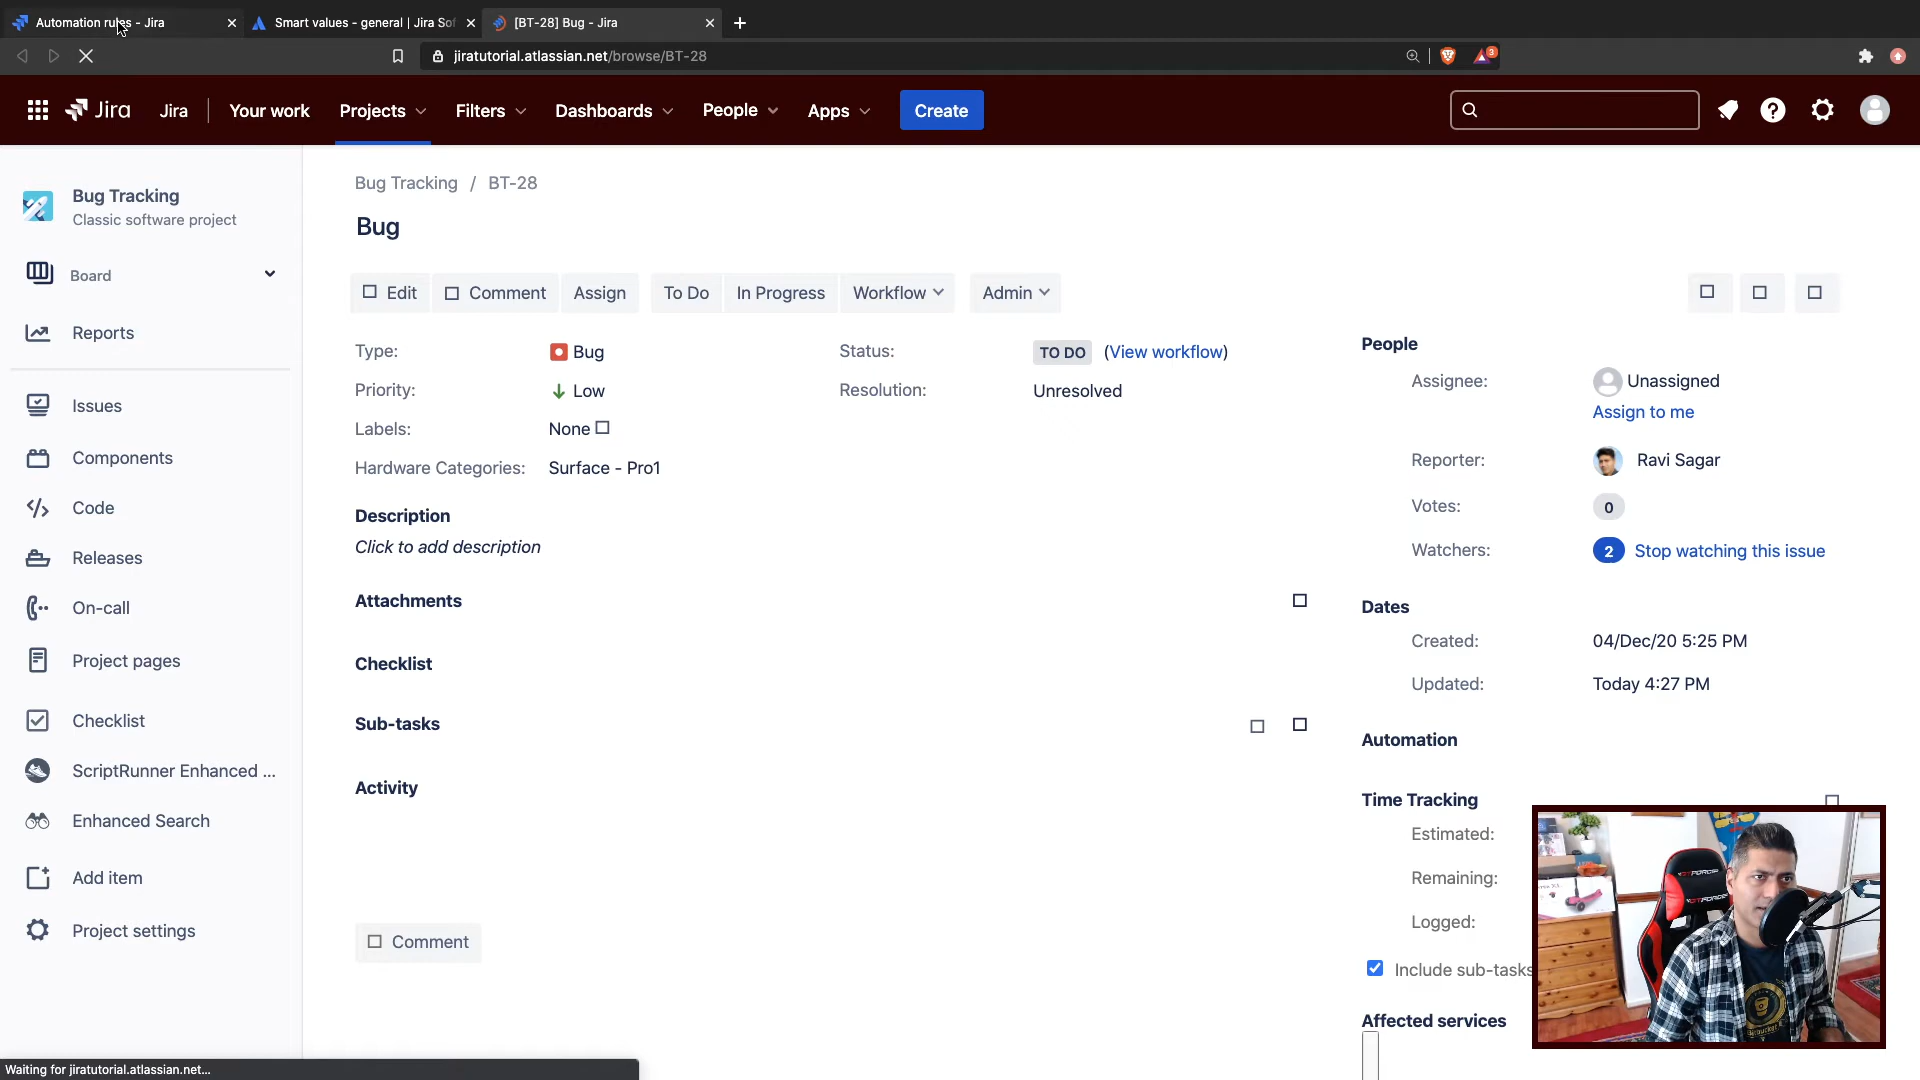 Automation rules - Jira
Smart values - general | Jira Sof
[BT-28] Bug - Jira
jiratutorial.atlassian.net/browse/BT-28
3
Jira
Jira
Your work
Projects
Filters
Dashboards
People
Apps
Create
Bug Tracking
Classic software project
Board
Reports
Issues
Components
Code
Releases
On-call
Project pages
Checklist
ScriptRunner Enhanced ...
Enhanced Search
Add item
Project settings
Bug Tracking / BT-28
Bug
Edit
Comment
Assign
To Do
In Progress
Workflow
Admin
Type:
Bug
Status:
TO DO (View workflow)
Priority:
Low
Resolution:
Unresolved
Labels:
None
Hardware Categories:
Surface - Pro1
Description
Click to add description
Attachments
Checklist
Sub-tasks
Activity
Comment
People
Assignee:
Unassigned
Assign to me
Reporter:
Ravi Sagar
Votes:
0
Watchers:
2 Stop watching this issue
Dates
Created:
04/Dec/20 5:25 PM
Updated:
Today 4:27 PM
Automation
Time Tracking
Estimated:
Remaining:
Logged:
Include sub-tasks
Affected services
Waiting for jiratutorial.atlassian.net...